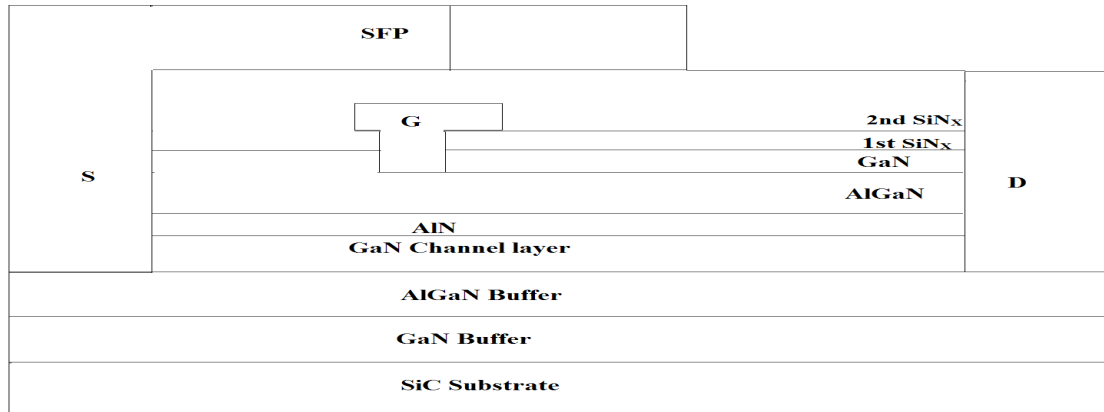 SFP
G
2nd SiNX
1st SiNX
GaN
S
D
AlGaN
AlN
GaN Channel layer
AlGaN Buffer
GaN Buffer
SiC Substrate